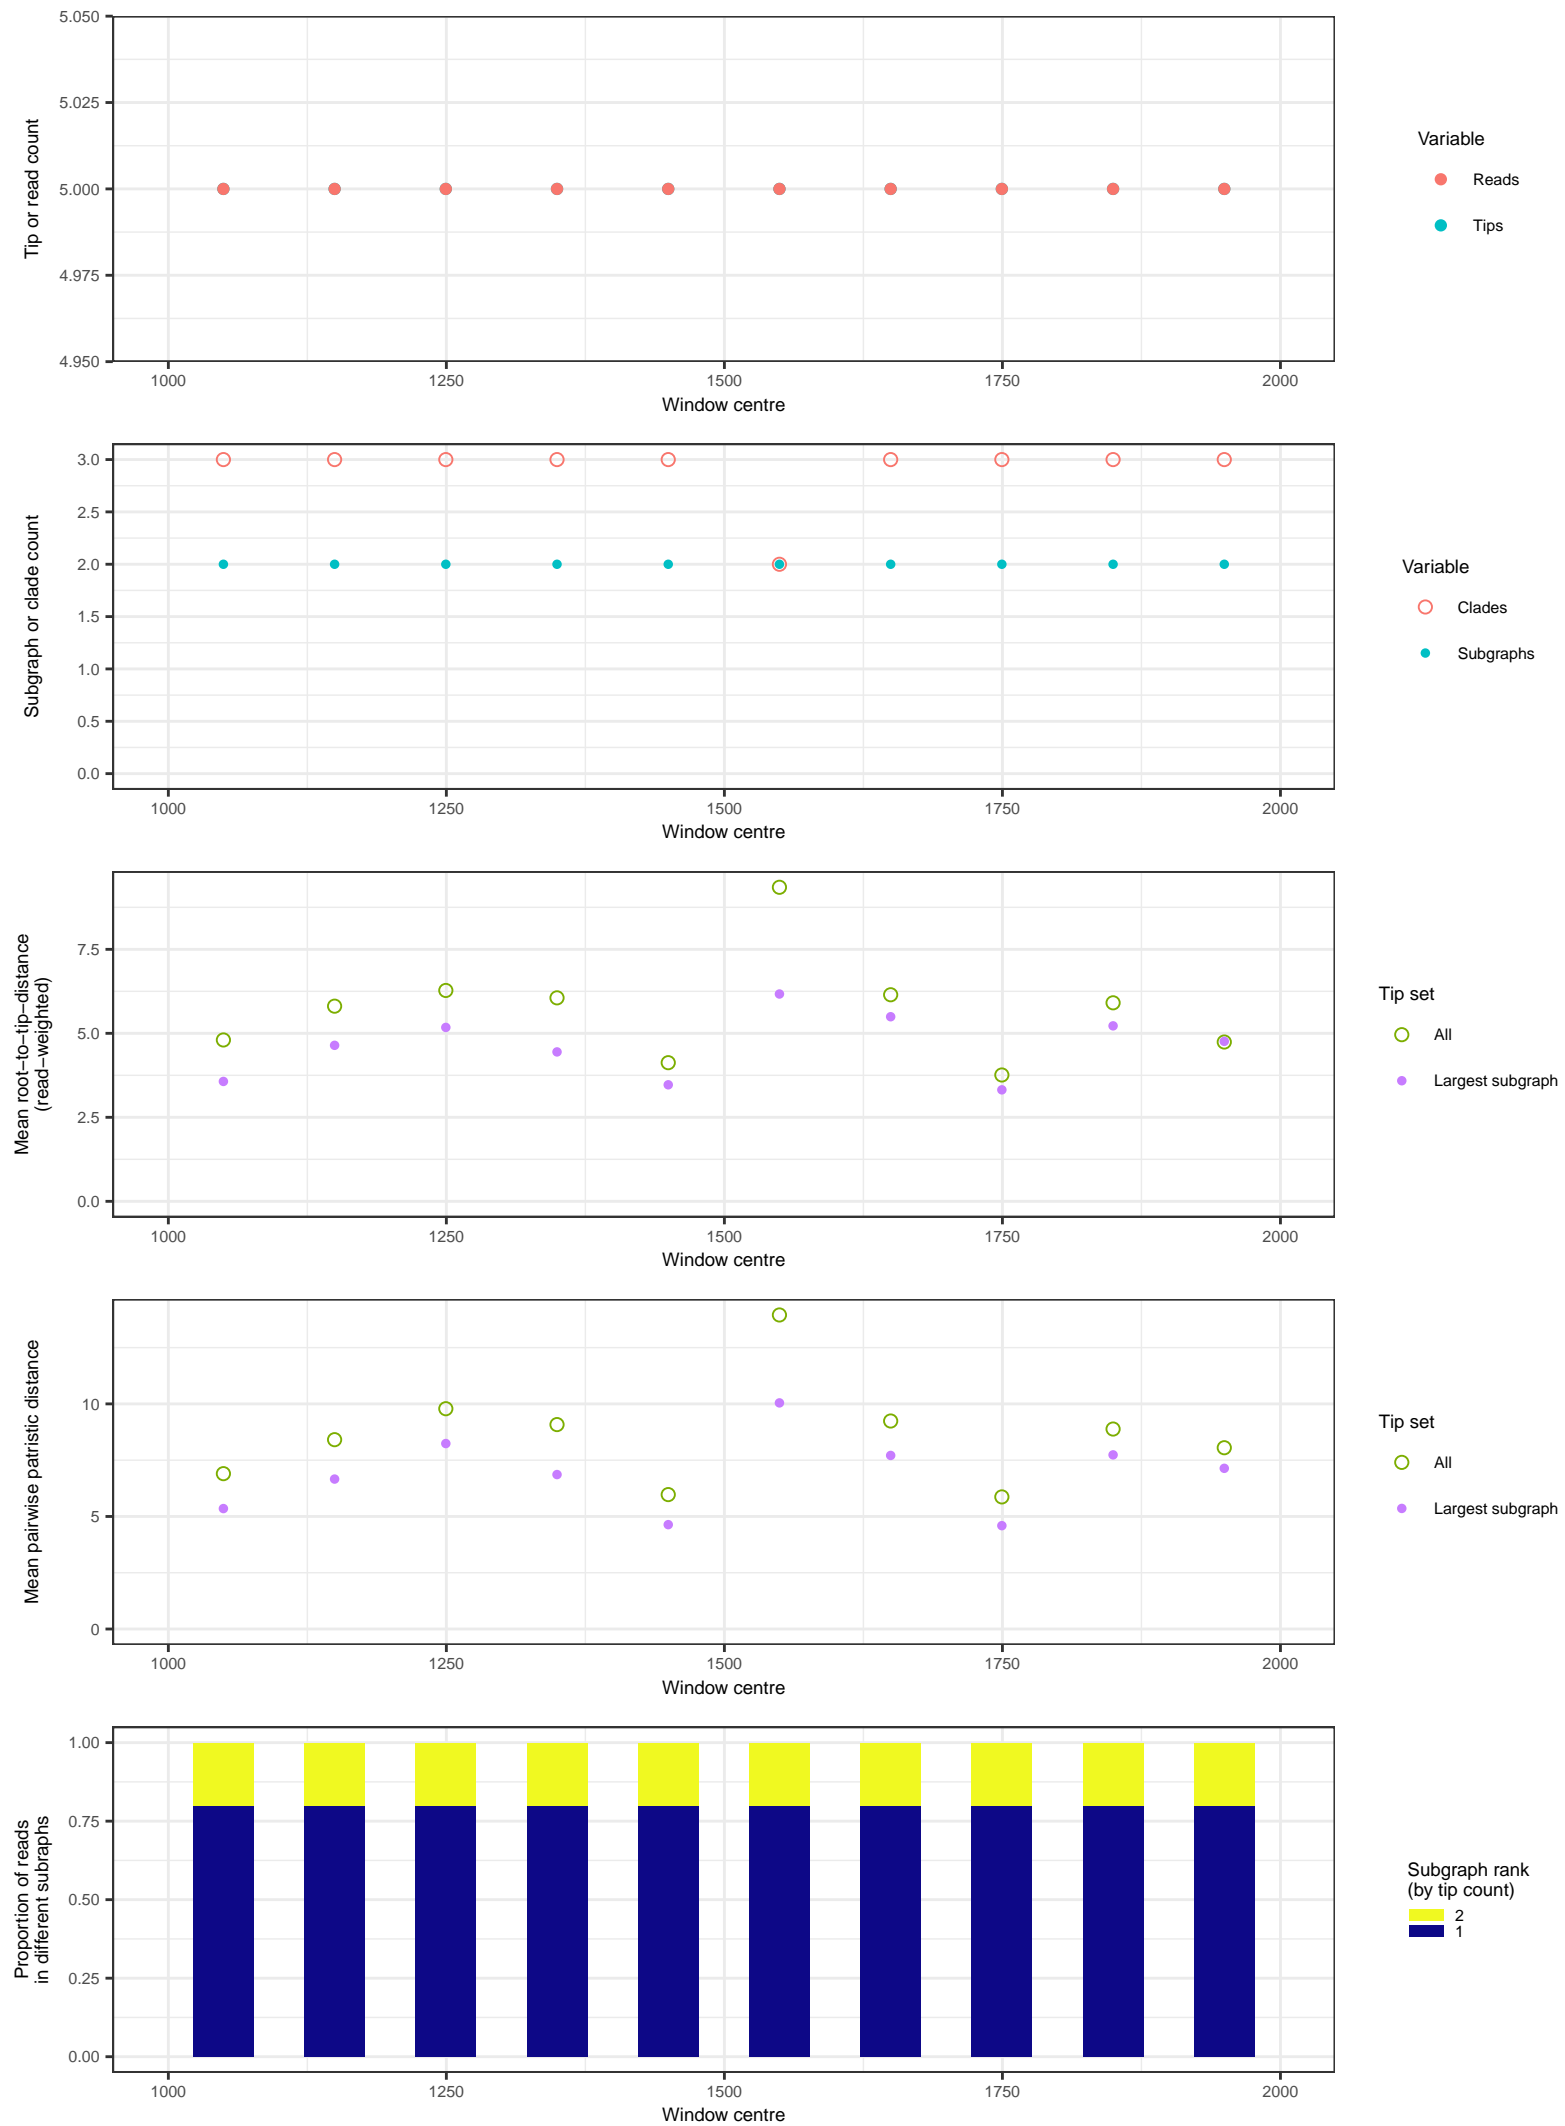 5.050
5.025
5.000
4.975
4.950
Tip or read count
1000 1250 1500 1750 2000
Window centre
Variable
Reads
Tips
3.0
2.5
2.0
1.5
1.0
0.5
0.0
Subgraph or clade count
1000 1250 1500 1750 2000
Window centre
Variable
Clades
Subgraphs
7.5
5.0
2.5
0.0
Mean root−to−tip−distance
(read−weighted)
1000 1250 1500 1750 2000
Window centre
Tip set
All
Largest subgraph
10
5
0
Mean pairwise patristic distance
1000 1250 1500 1750 2000
Window centre
Tip set
All
Largest subgraph
1.00
0.75
0.50
0.25
0.00
Proportion of reads
in different subraphs
1000 1250 1500 1750 2000
Window centre
Subgraph rank
(by tip count)
2
1